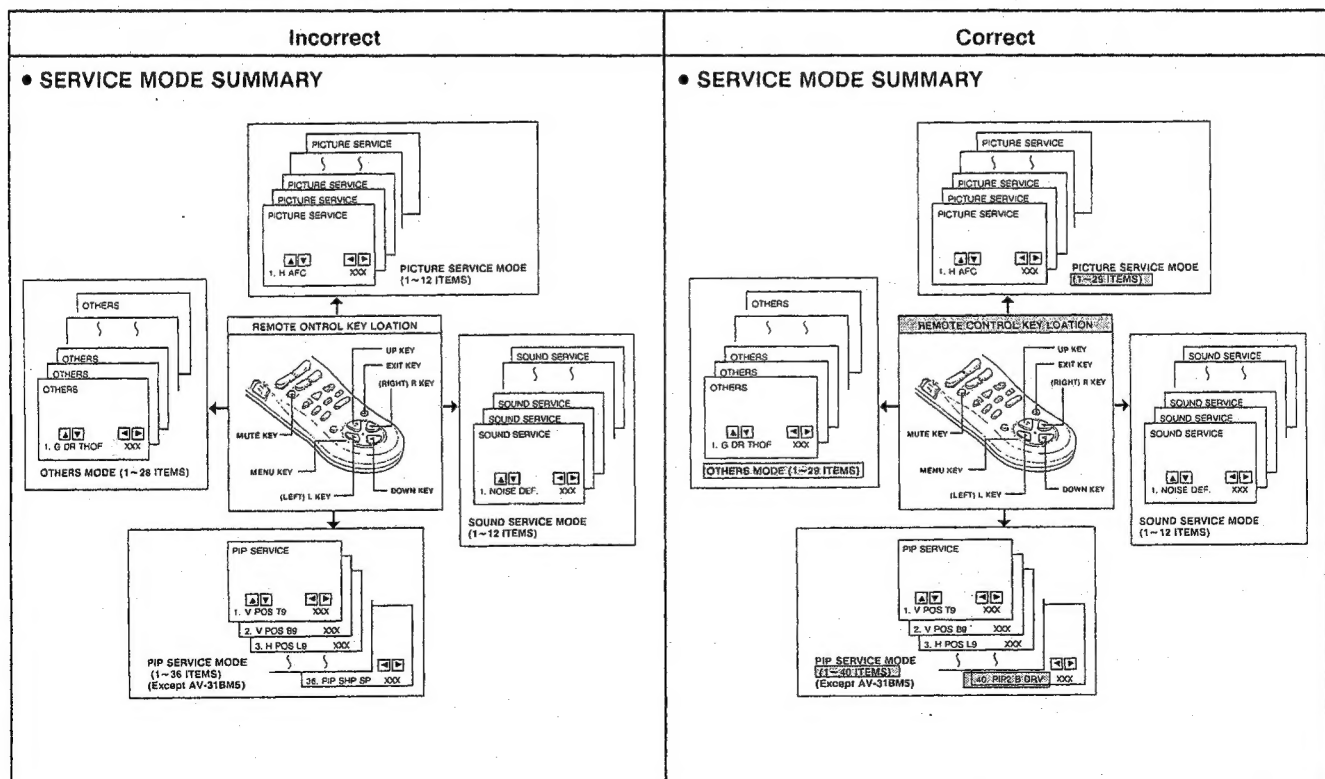 Incorrect
• SERVICE MODE SUMMARY
PICTURE SERVICE
PICTURE SERVICE
PICTURE SERVICE
PICTURE SERVICE
1. H AFC XXX
PICTURE SERVICE MODE
(1~12 ITEMS)
OTHERS
OTHERS
OTHERS
OTHERS
1. G DR THOF XXX
OTHERS MODE (1~28 ITEMS)
REMOTE ONTROL KEY LOATION
UP KEY
EXIT KEY
(RIGHT) R KEY
MUTE KEY
MENU KEY
(LEFT) L KEY
DOWN KEY
SOUND SERVICE
SOUND SERVICE
SOUND SERVICE
SOUND SERVICE
1. NOISE DEF. XXX
SOUND SERVICE MODE
(1~12 ITEMS)
PIP SERVICE
1. V POS T9 XXX
2. V POS B9 XXX
3. H POS L9 XXX
PIP SERVICE MODE
(1~36 ITEMS)
(Except AV-31BM5)
36. PIP SHP SP XXX
Correct
• SERVICE MODE SUMMARY
PICTURE SERVICE
PICTURE SERVICE
PICTURE SERVICE
PICTURE SERVICE
1. H AFC XXX
PICTURE SERVICE MODE
ITEMS)
OTHERS
OTHERS
OTHERS
OTHERS
1. G DR THOF XXX
OTHERS MODE (1~29 ITEMS)
REMOTE CONTROL KEY LOATION
UP KEY
EXIT KEY
(RIGHT) R KEY
MUTE KEY
MENU KEY
(LEFT) L KEY
DOWN KEY
SOUND SERVICE
SOUND SERVICE
SOUND SERVICE
SOUND SERVICE
1. NOISE DEF. XXX
SOUND SERVICE MODE
(1~12 ITEMS)
PIP SERVICE
1. V POS T9 XXX
2. V POS B9 XXX
3. H POS L9 XXX
PIP SERVICE MODE
(1~40 ITEMS)
(Except AV-31BM5)
40. PIP2 B DRV XXX